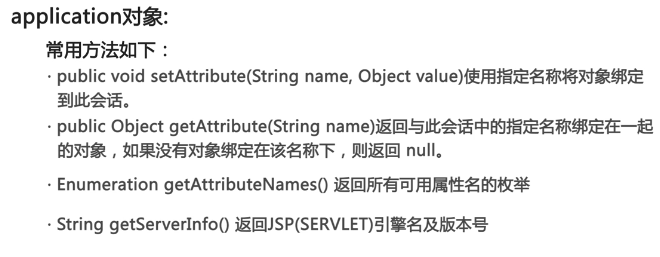 application对象:
常用方法如下：
· public void setAttribute(String name, Object value)使用指定名称将对象绑定
到此会话。
· public Object getAttribute(String name)返回与此会话中的指定名称绑定在一起
的对象，如果没有对象绑定在该名称下，则返回 null。
· Enumeration getAttributeNames() 返回所有可用属性名的枚举
· String getServerInfo() 返回JSP(SERVLET)引擎名及版本号